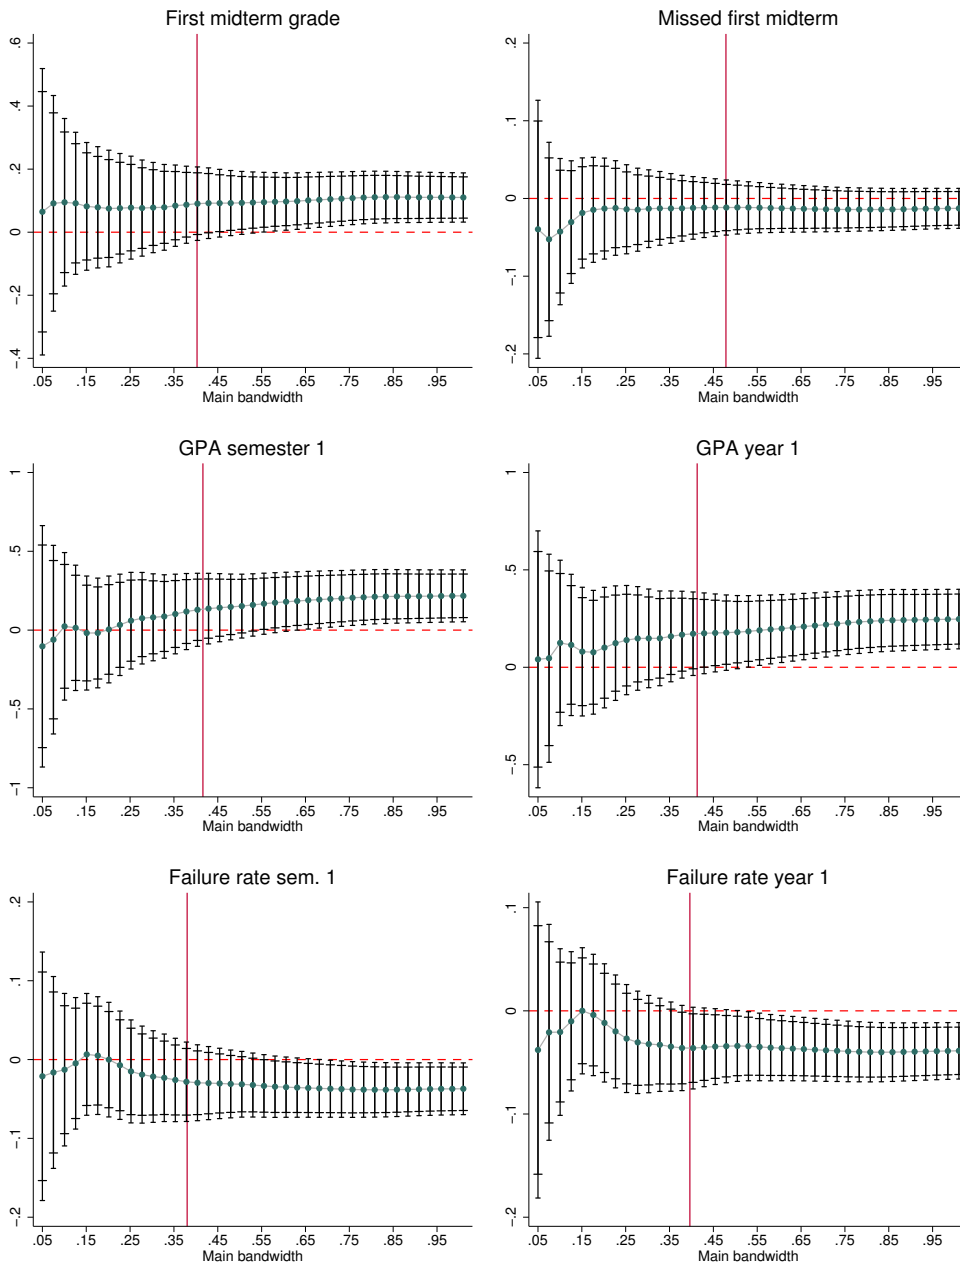 First midterm grade
.6
.4
.2
0
-.2
-.4
.05 .15 .25 .35 .45 .55 .65 .75 .85 .95
Main bandwidth
Missed first midterm
.2
.1
0
-.1
-.2
.05 .15 .25 .35 .45 .55 .65 .75 .85 .95
Main bandwidth
GPA semester 1
1
.5
0
-.5
-1
.05 .15 .25 .35 .45 .55 .65 .75 .85 .95
Main bandwidth
GPA year 1
1
.5
0
-.5
.05 .15 .25 .35 .45 .55 .65 .75 .85 .95
Main bandwidth
Failure rate sem. 1
.2
.1
0
-.1
-.2
.05 .15 .25 .35 .45 .55 .65 .75 .85 .95
Main bandwidth
Failure rate year 1
.1
0
-.1
-.2
.05 .15 .25 .35 .45 .55 .65 .75 .85 .95
Main bandwidth